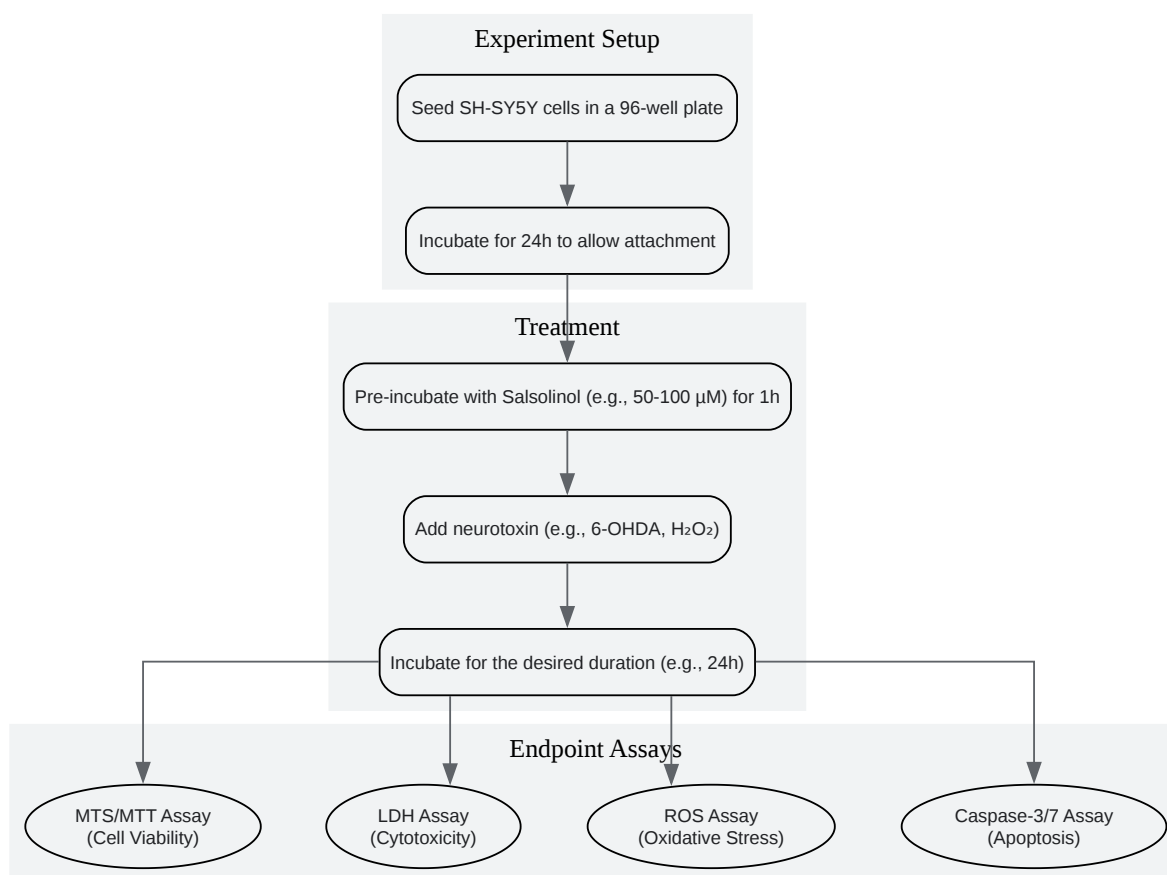 Experiment Setup
Seed SH-SY5Y cells in a 96-well plate
Incubate for 24h to allow attachment
Treatment
Pre-incubate with Salsolinol (e.g., 50-100 µM) for 1h
Add neurotoxin (e.g., 6-OHDA, H₂O₂)
Incubate for the desired duration (e.g., 24h)
Endpoint Assays
MTS/MTT Assay
(Cell Viability)
LDH Assay
(Cytotoxicity)
ROS Assay
(Oxidative Stress)
Caspase-3/7 Assay
(Apoptosis)